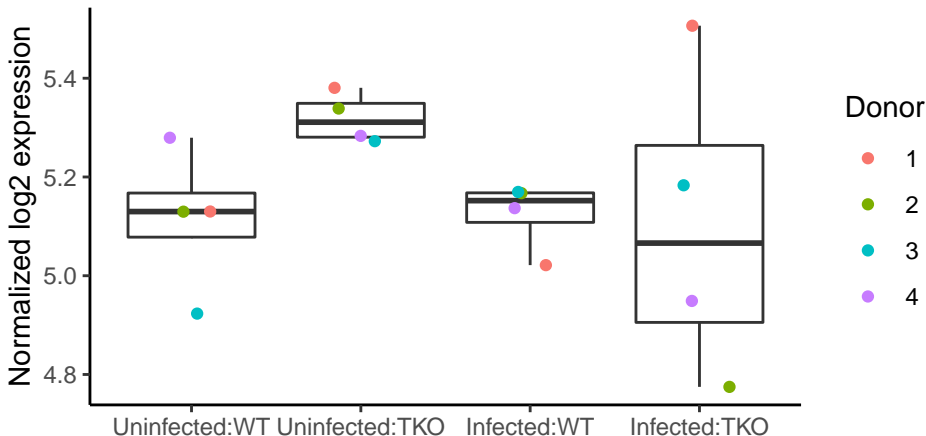 Normalized log2 expression
5.4
5.2
5.0
4.8
Uninfected:WT Uninfected:TKO Infected:WT Infected:TKO
Donor
1
2
3
4